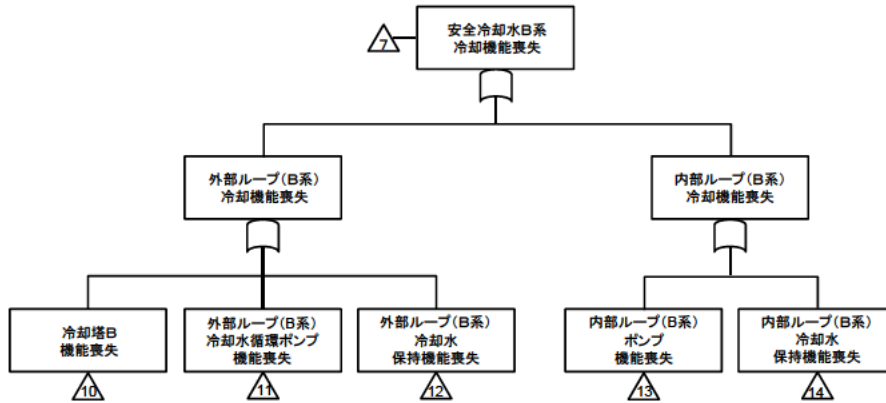 安全冷却水B系
冷却機能喪失
7
外部ループ(B系)
冷却機能喪失
内部ループ(B系)
冷却機能喪失
冷却塔B
機能喪失
外部ループ(B系)
冷却水循環ポンプ
機能喪失
外部ループ(B系)
冷却水
保持機能喪失
内部ループ(B系)
ポンプ
機能喪失
内部ループ(B系)
冷却水
保持機能喪失
10
11
12
13
14